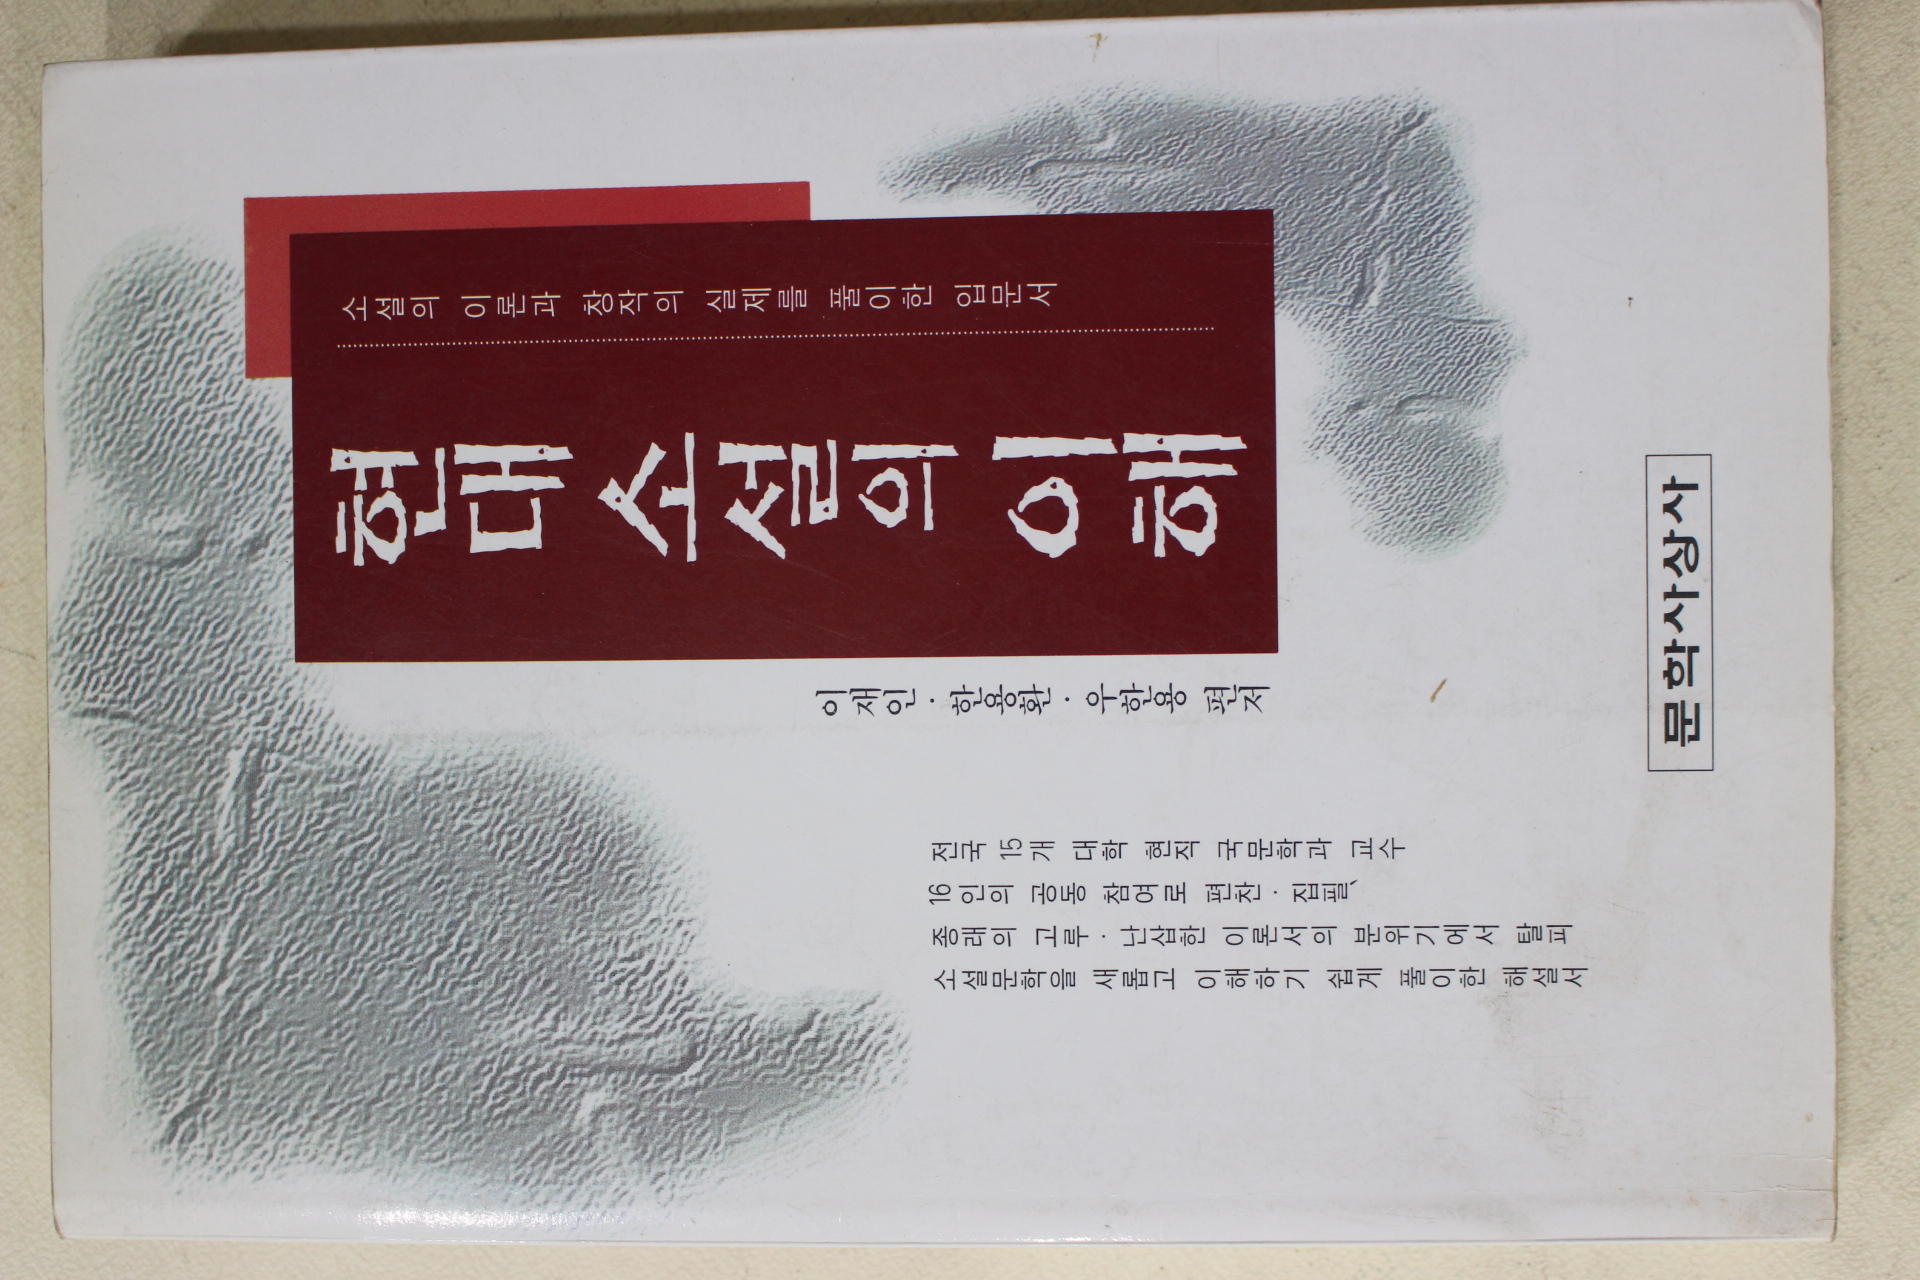 소설의 이론과 창작의 실제를 풀이한 입문서
현대 소설의 이해
이재인·한용환·우한용 편저
전국 15개 대학 현직 국문학과 교수
16인의 공동 참여로 편찬·집필,
종래의 고루·난삽한 이론서의 분위기에서 탈피
소설문학을 새롭고 이해하기 쉽게 풀이한 해설서
문학사상사